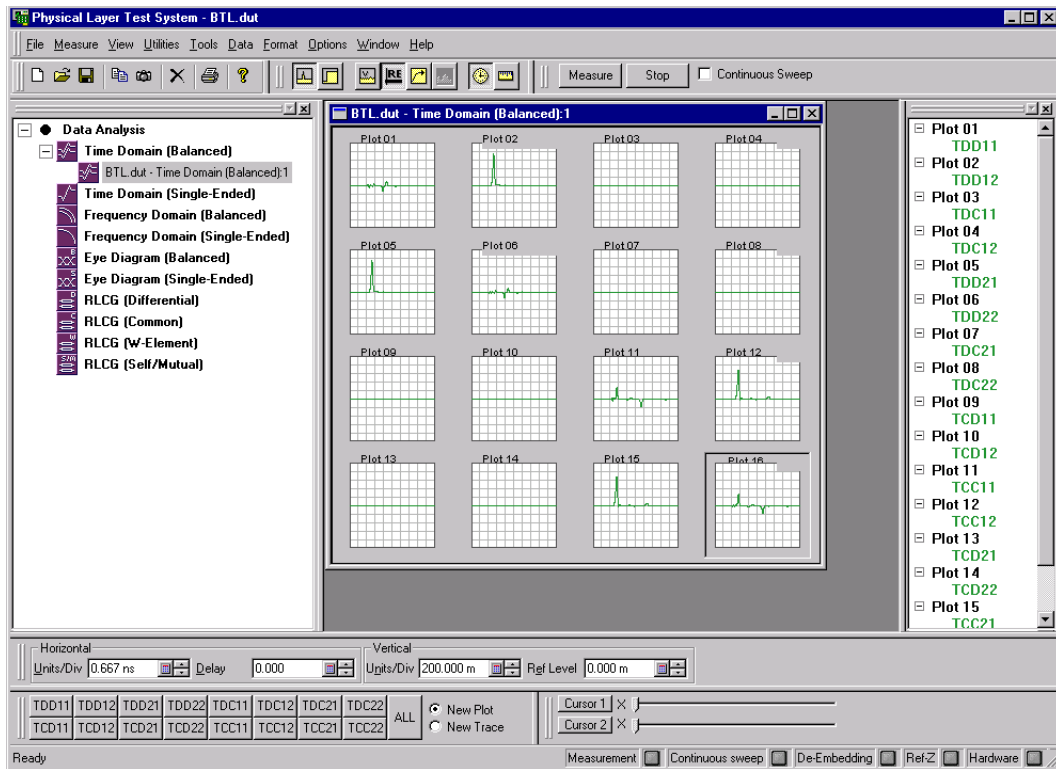 Physical Layer Test System - BTL.dut
File Measure View Utilities Tools Data Format Options Window Help
RE
Measure Stop Continuous Sweep
Data Analysis
Time Domain (Balanced)
BTL.dut - Time Domain (Balanced):1
Time Domain (Single-Ended)
Frequency Domain (Balanced)
Frequency Domain (Single-Ended)
Eye Diagram (Balanced)
Eye Diagram (Single-Ended)
RLCG (Differential)
RLCG (Common)
RLCG (W-Element)
RLCG (Self/Mutual)
BTL.dut - Time Domain (Balanced):1
Plot 01 Plot 02 Plot 03 Plot 04
Plot 05 Plot 06 Plot 07 Plot 08
Plot 09 Plot 10 Plot 11 Plot 12
Plot 13 Plot 14 Plot 15 Plot 16
Plot 01
TDD11
Plot 02
TDD12
Plot 03
TDC11
Plot 04
TDC12
Plot 05
TDD21
Plot 06
TDD22
Plot 07
TDC21
Plot 08
TDC22
Plot 09
TCD11
Plot 10
TCD12
Plot 11
TCC11
Plot 12
TCC12
Plot 13
TCD21
Plot 14
TCD22
Plot 15
TCC21
Horizontal
Units/Div 0.667 ns Delay 0.000
Vertical
Units/Div 200.000 m Ref Level 0.000 m
TDD11 TDD12 TDD21 TDD22 TDC11 TDC12 TDC21 TDC22
TCD11 TCD12 TCD21 TCD22 TCC11 TCC12 TCC21 TCC22
ALL
New Plot
New Trace
Cursor 1 X
Cursor 2 X
Ready
Measurement Continuous sweep De-Embedding Ref-Z Hardware